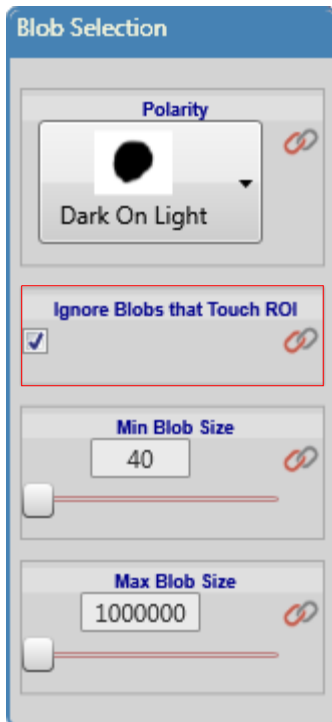 Blob Selection
Polarity
Dark On Light
Ignore Blobs that Touch ROI
Min Blob Size
40
Max Blob Size
1000000